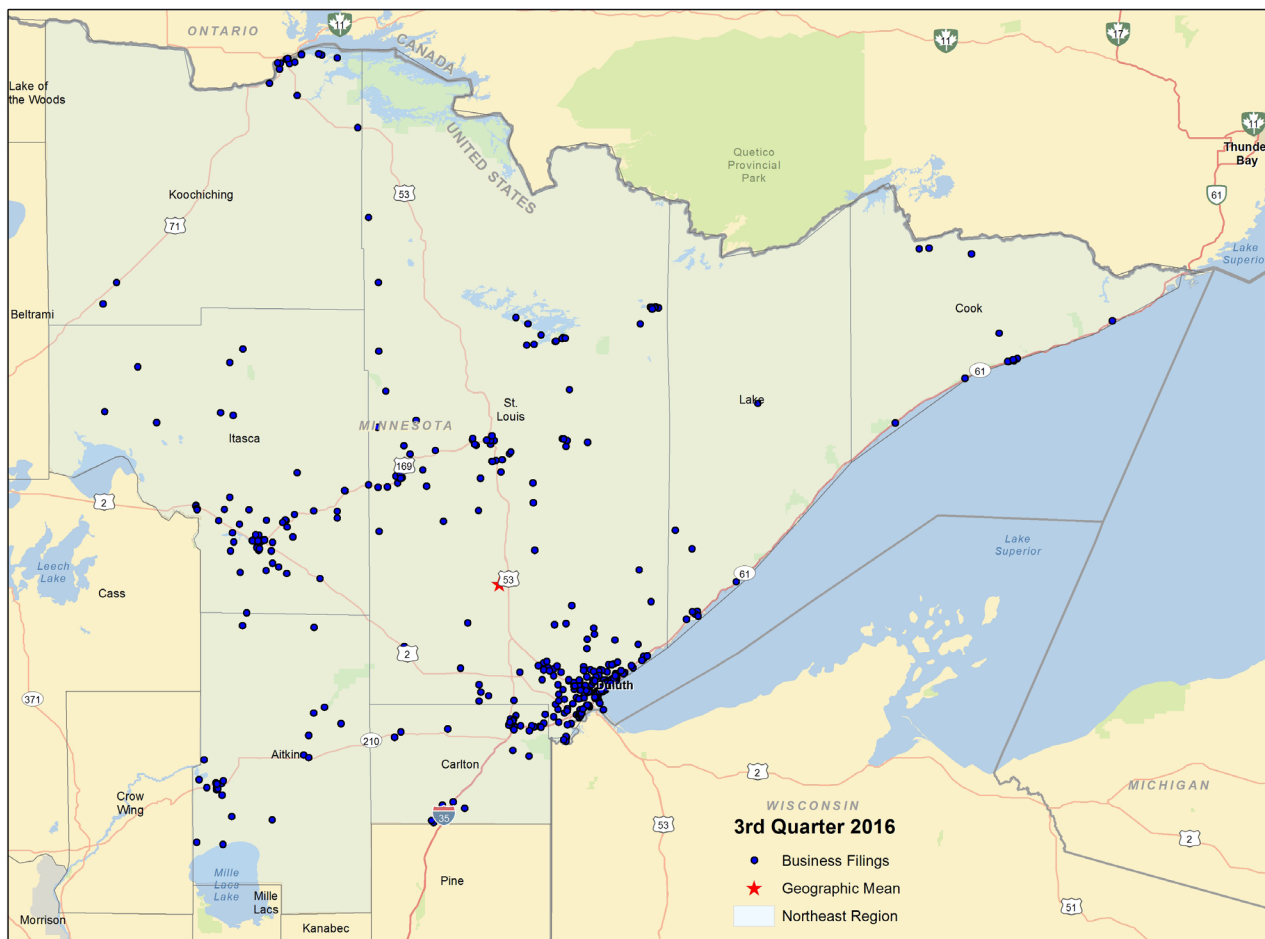 ONTARIO
11
CANADA
11
17
Lake of
the Woods
11
Thunde
Bay
UNITED STATES
Quetico
Provincial
Park
53
Koochiching
61
71
Lake
Superior
Cook
Beltrami
61
St.
Louis
Lake
MINNESOTA
Itasca
169
2
Lake
Superior
Leech
Lake
53
61
Cass
2
Duluth
371
210
Aitkin
Carlton
2
MICHIGAN
Crow
Wing
WISCONSIN
35
53
3rd Quarter 2016
2
Business Filings
Mille
Lacs
Lake
Pine
Geographic Mean
Mille
Lacs
51
Morrison
Northeast Region
Kanabec